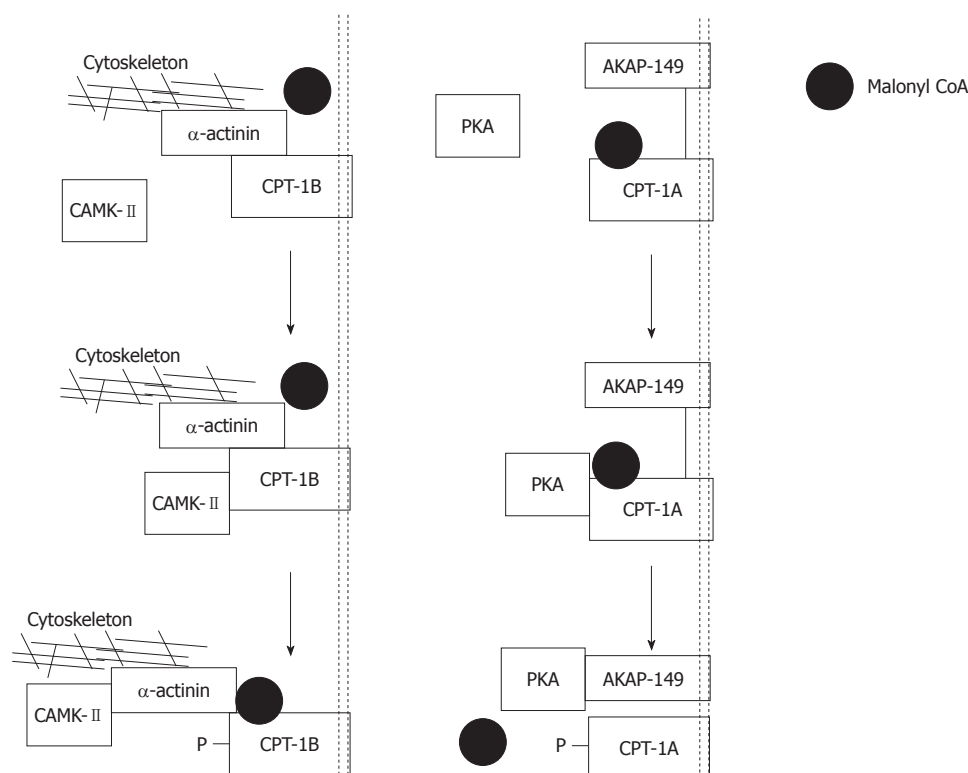 Cytoskeleton
α-actinin
CPT-1B
CAMK-Ⅱ
Cytoskeleton
α-actinin
CPT-1B
CAMK-Ⅱ
Cytoskeleton
α-actinin
CAMK-Ⅱ
P
CPT-1B
AKAP-149
PKA
CPT-1A
AKAP-149
PKA
CPT-1A
PKA
AKAP-149
P
CPT-1A
Malonyl CoA